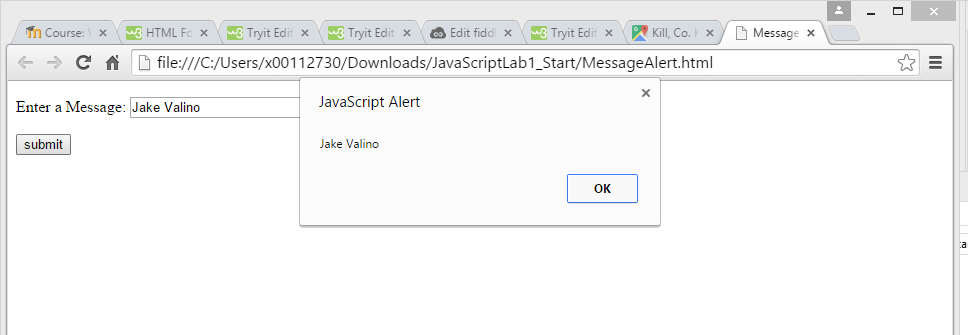 Course: V
HTML Fo
Tryit Edit
Tryit Edit
Edit fiddl
Tryit Edit
Kill, Co. K
Message
file:///C:/Users/x00112730/Downloads/JavaScriptLab1_Start/MessageAlert.html
JavaScript Alert
Enter a Message: Jake Valino
Jake Valino
submit
OK